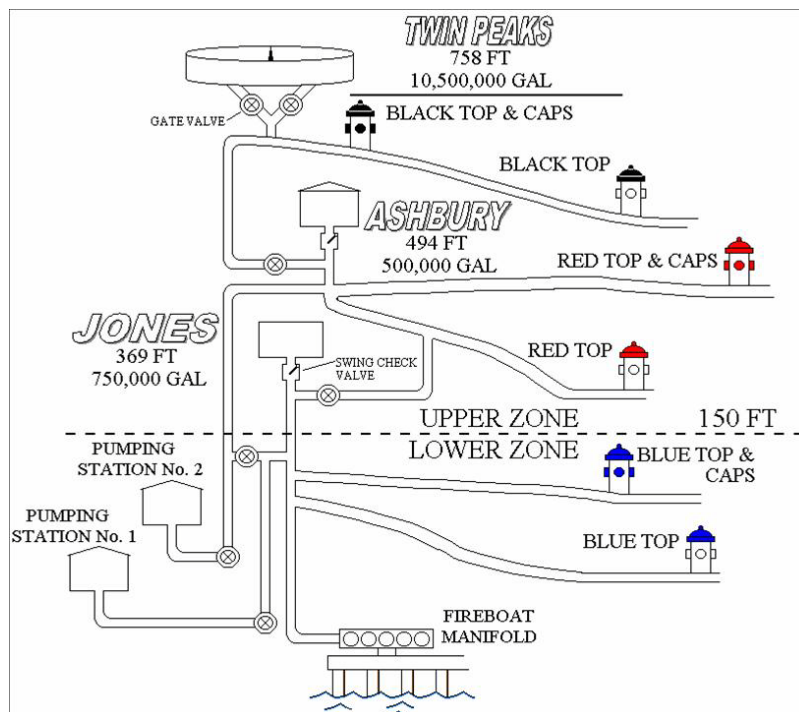 TWIN PEAKS
758 FT
10,500,000 GAL
GATE VALVE
BLACK TOP & CAPS
BLACK TOP
ASHBURY
494 FT
500,000 GAL
RED TOP & CAPS
JONES
369 FT
750,000 GAL
SWING CHECK
VALVE
RED TOP
UPPER ZONE 150 FT
LOWER ZONE
PUMPING
STATION No. 2
BLUE TOP &
CAPS
PUMPING
STATION No. 1
BLUE TOP
FIREBOAT
MANIFOLD